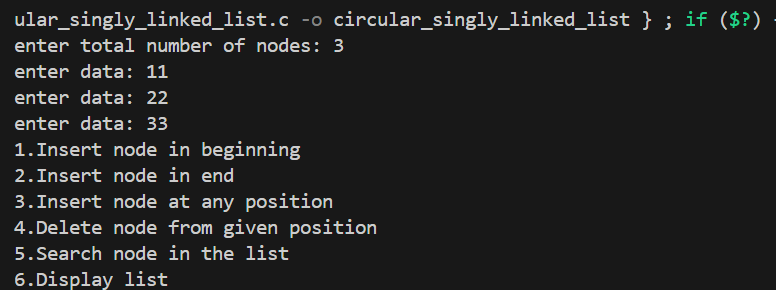 ular_singly_linked_list.c -o circular_singly_linked_list } ; if ($?)
enter total number of nodes: 3
enter data: 11
enter data: 22
enter data: 33
1.Insert node in beginning
2.Insert node in end
3.Insert node at any position
4.Delete node from given position
5.Search node in the list
6.Display list